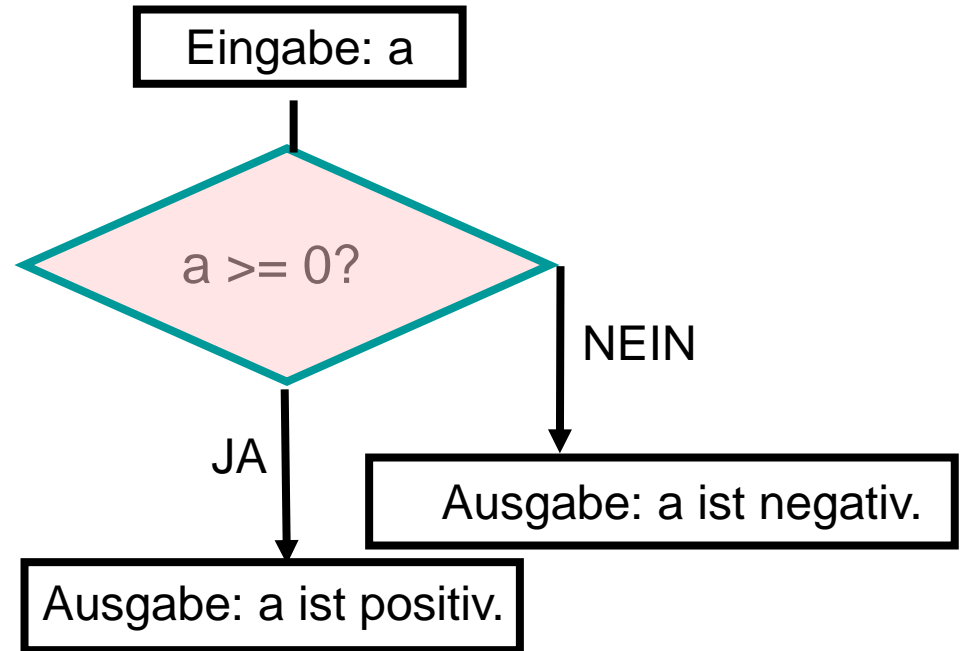 Eingabe: a
a >= 0?
NEIN
JA
Ausgabe: a ist negativ.
Ausgabe: a ist positiv.